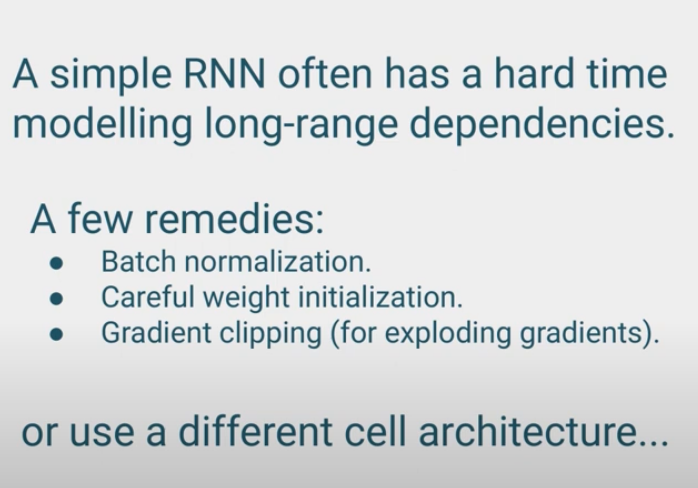 A simple RNN often has a hard time
modelling long-range dependencies.
A few remedies:
● Batch normalization.
● Careful weight initialization.
● Gradient clipping (for exploding gradients).
or use a different cell architecture...